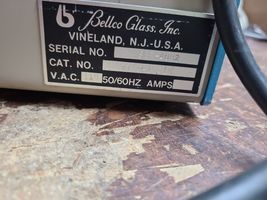 b Bellco Glass, Inc.
VINELAND, N.J.-U.S.A.
SERIAL NO.
CAT. NO.
V.A.C. 50/60HZ AMPS